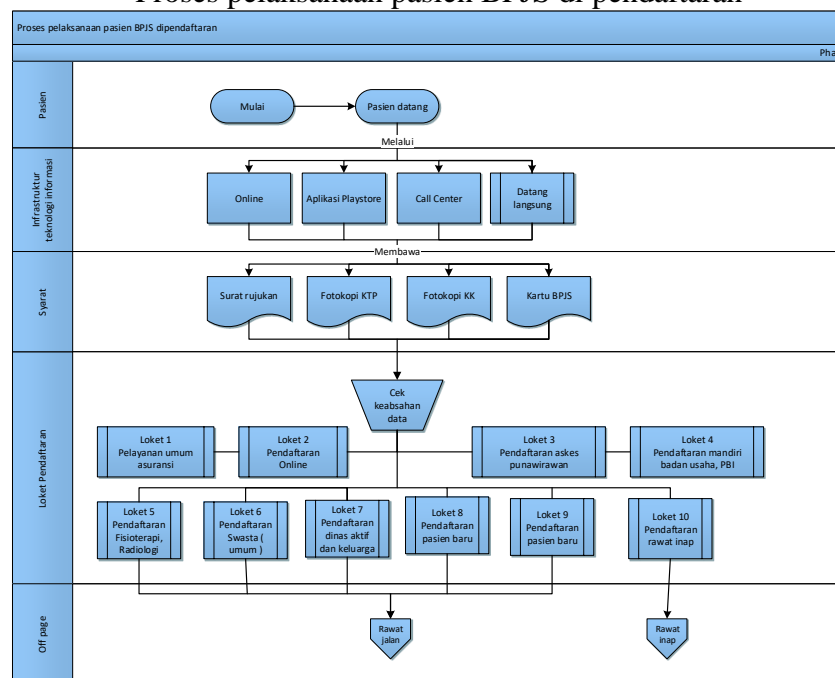 Proses pelaksanaan pasien BPJS di pendaftaran
Proses pelaksanaan pasien BPJS dipendaftaran
Pha
Pasien
Mulai
Pasien datang
Melalui
Infrastruktur
teknologi informasi
Online
Aplikasi Playstore
Call Center
Datang
langsung
Membawa
Syarat
Surat rujukan
Fotokopi KTP
Fotokopi KK
Kartu BPJS
Loket Pendaftaran
Cek
keabsahan
data
Loket 1
Pelayanan umum
asuransi
Loket 2
Pendaftaran
Online
Loket 3
Pendaftaran askes
punawirawan
Loket 4
Pendaftaran mandiri
badan usaha, PBI
Loket 5
Pendaftaran
Fisioterapi,
Radiologi
Loket 6
Pendaftaran
Swasta (
umum )
Loket 7
Pendaftaran
dinas aktif
dan keluarga
Loket 8
Pendaftaran
pasien baru
Loket 9
Pendaftaran
pasien baru
Loket 10
Pendaftaran
rawat inap
Off page
Rawat
jalan
Rawat
inap